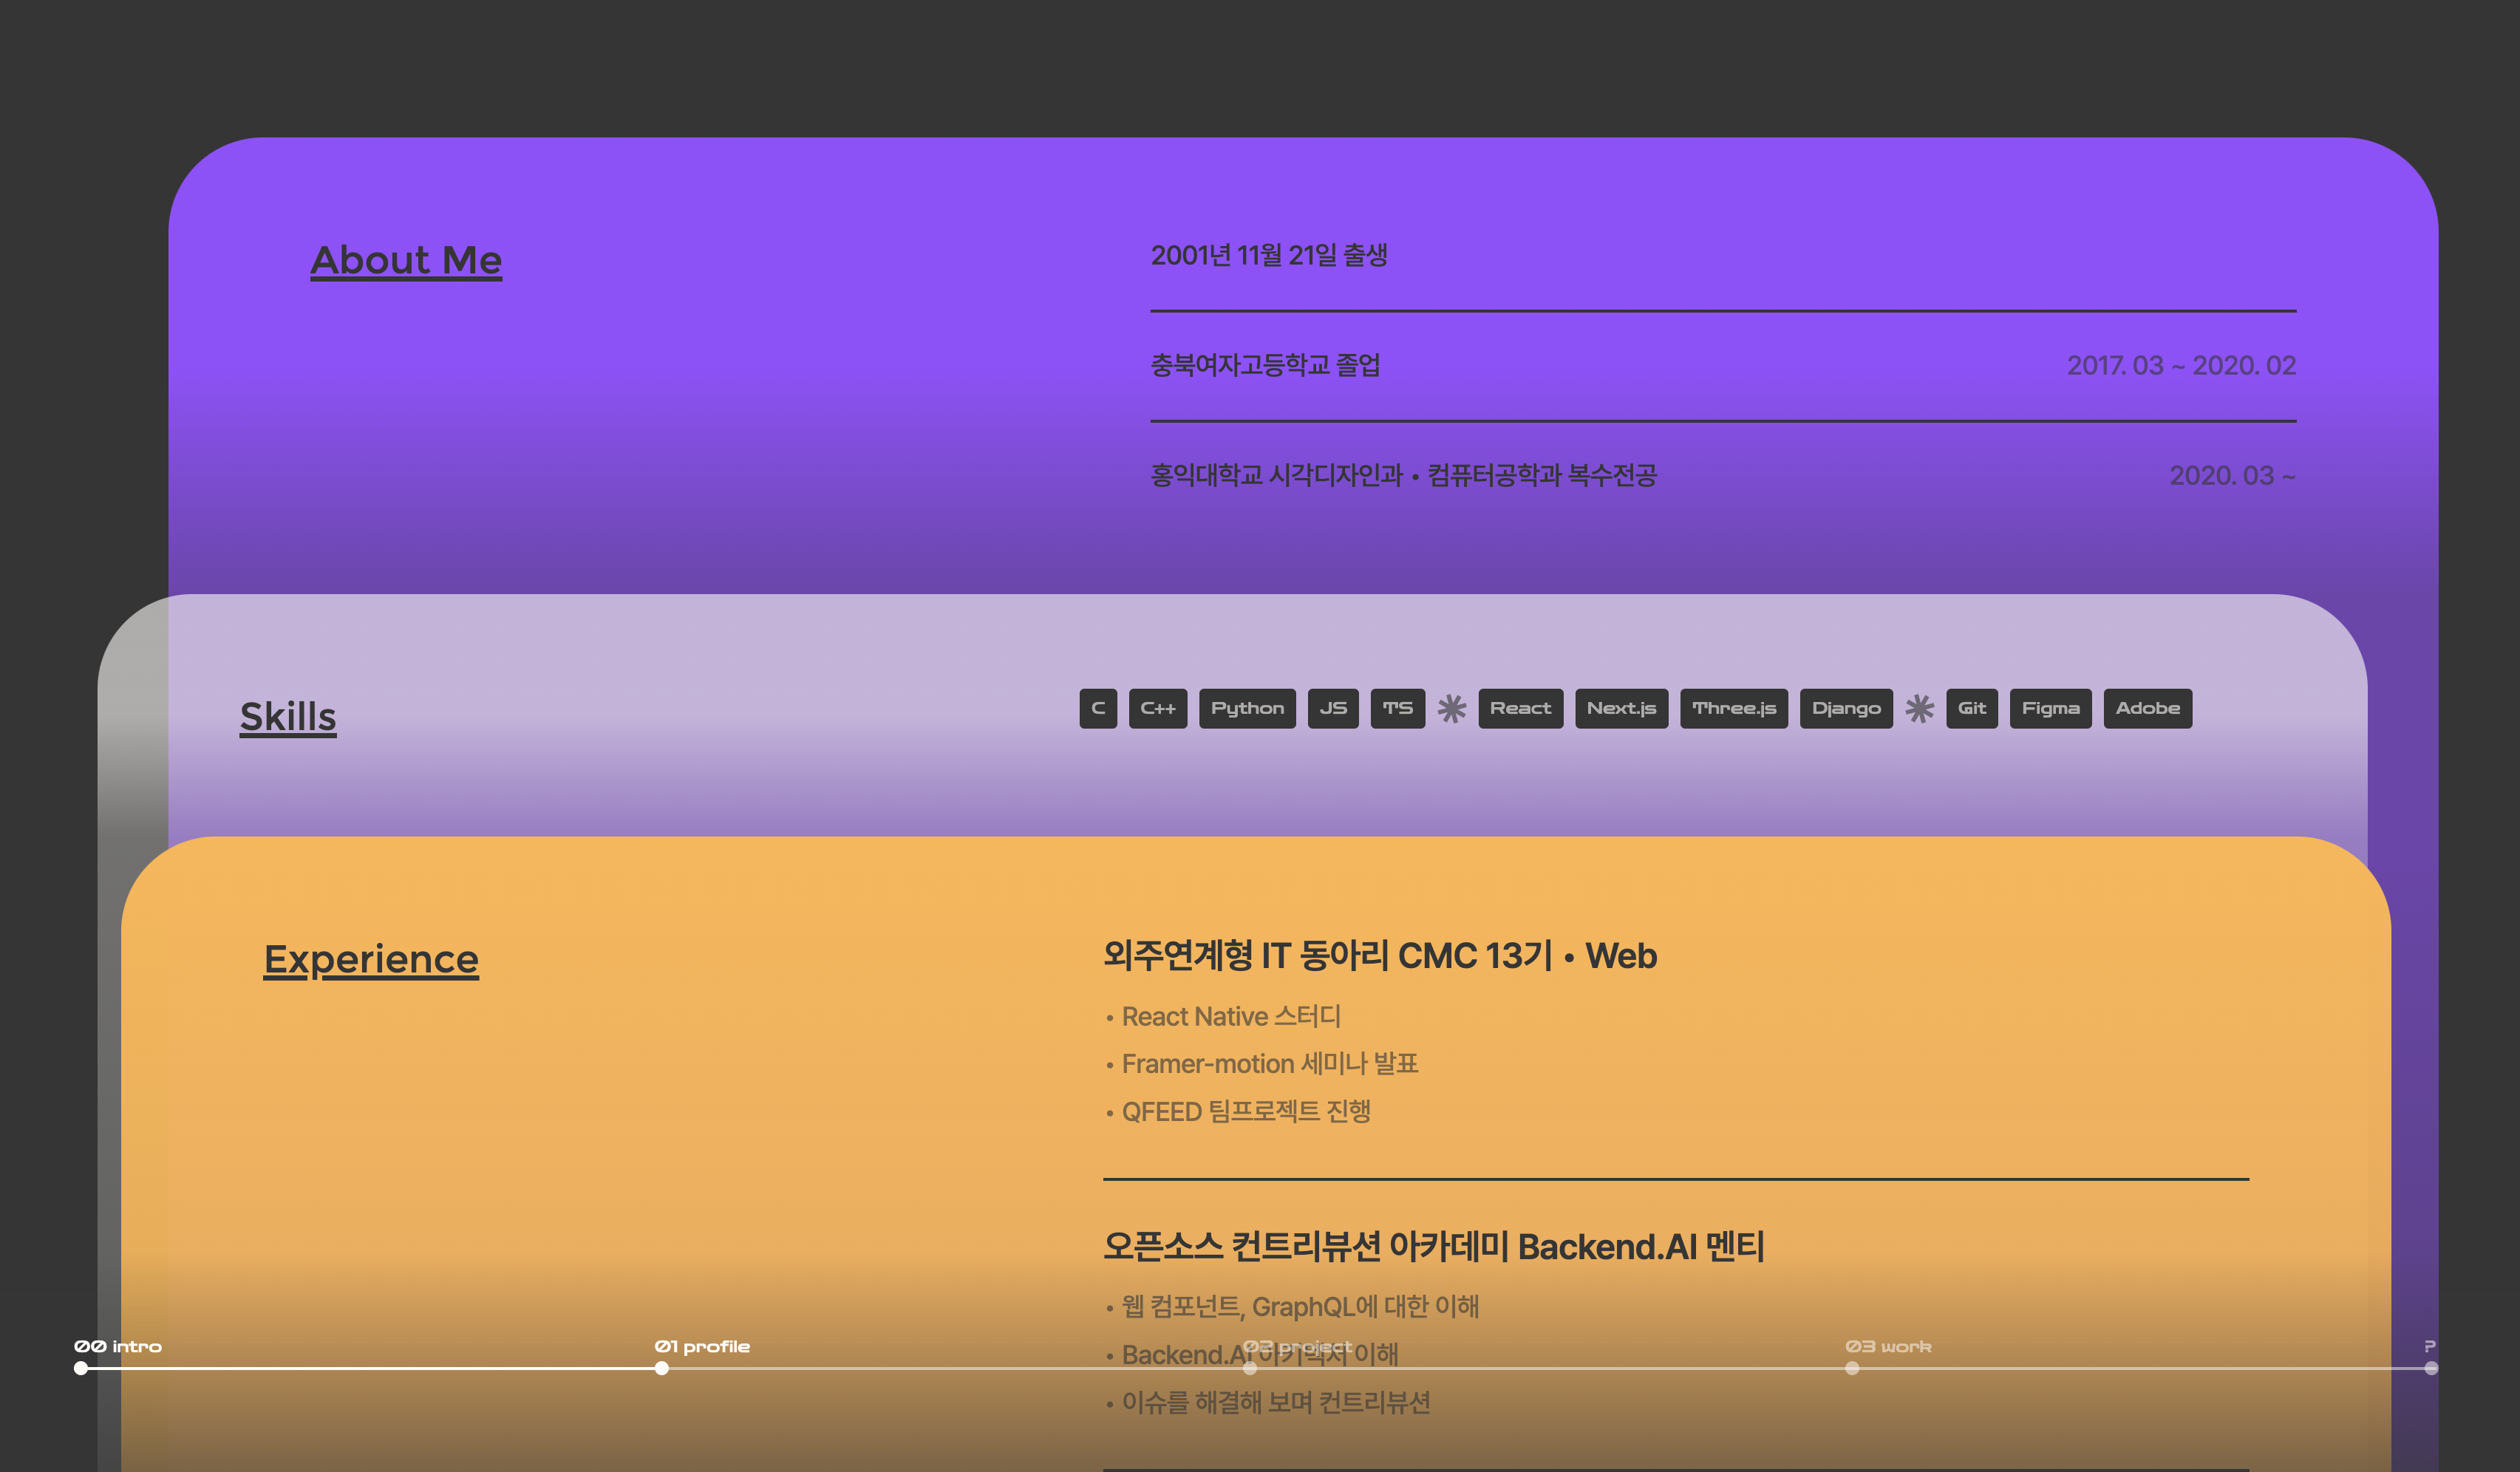 About Me
2001년 11월 21일 출생
충북여자고등학교 졸업 2017. 03 ~ 2020. 02
홍익대학교 시각디자인과 • 컴퓨터공학과 복수전공 2020. 03 ~
Skills
C C++ Python JS TS React Next.js Three.js Django Git Figma Adobe
Experience
외주연계형 IT 동아리 CMC 13기 • Web
• React Native 스터디
• Framer-motion 세미나 발표
• QFEED 팀프로젝트 진행
오픈소스 컨트리뷰션 아카데미 Backend.AI 멘티
• 웹 컴포넌트, GraphQL에 대한 이해
• Backend.AI 아키텍처 이해
• 이슈를 해결해 보며 컨트리뷰션
00 intro 01 profile 02 project 03 work ?